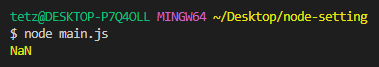 tetz@DESKTOP-P7Q4OLL MINGW64 ~/Desktop/node-setting
$ node main.js
NaN